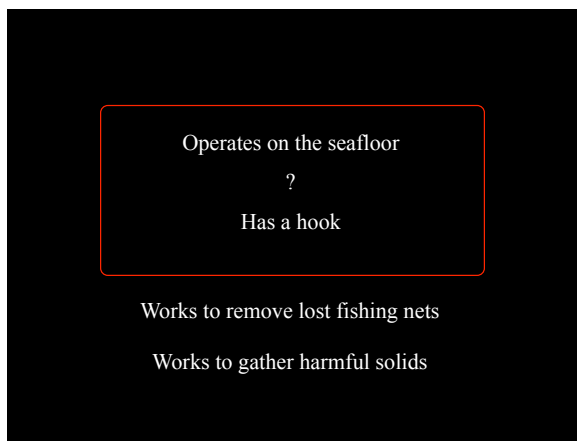 Operates on the seafloor
?
Has a hook
Works to remove lost fishing nets
Works to gather harmful solids